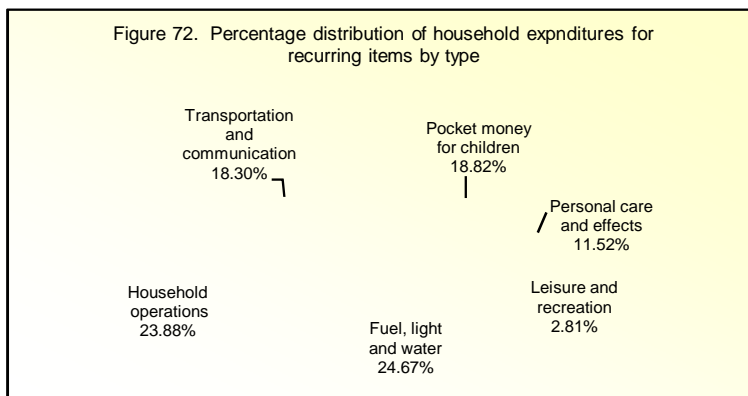 Figure 72.  Percentage distribution of household expnditures for
recurring items by type
Transportation
and
communication
18.30%
Pocket money
for children
18.82%
Personal care
and effects
11.52%
Household
operations
23.88%
Leisure and
recreation
2.81%
Fuel, light
and water
24.67%